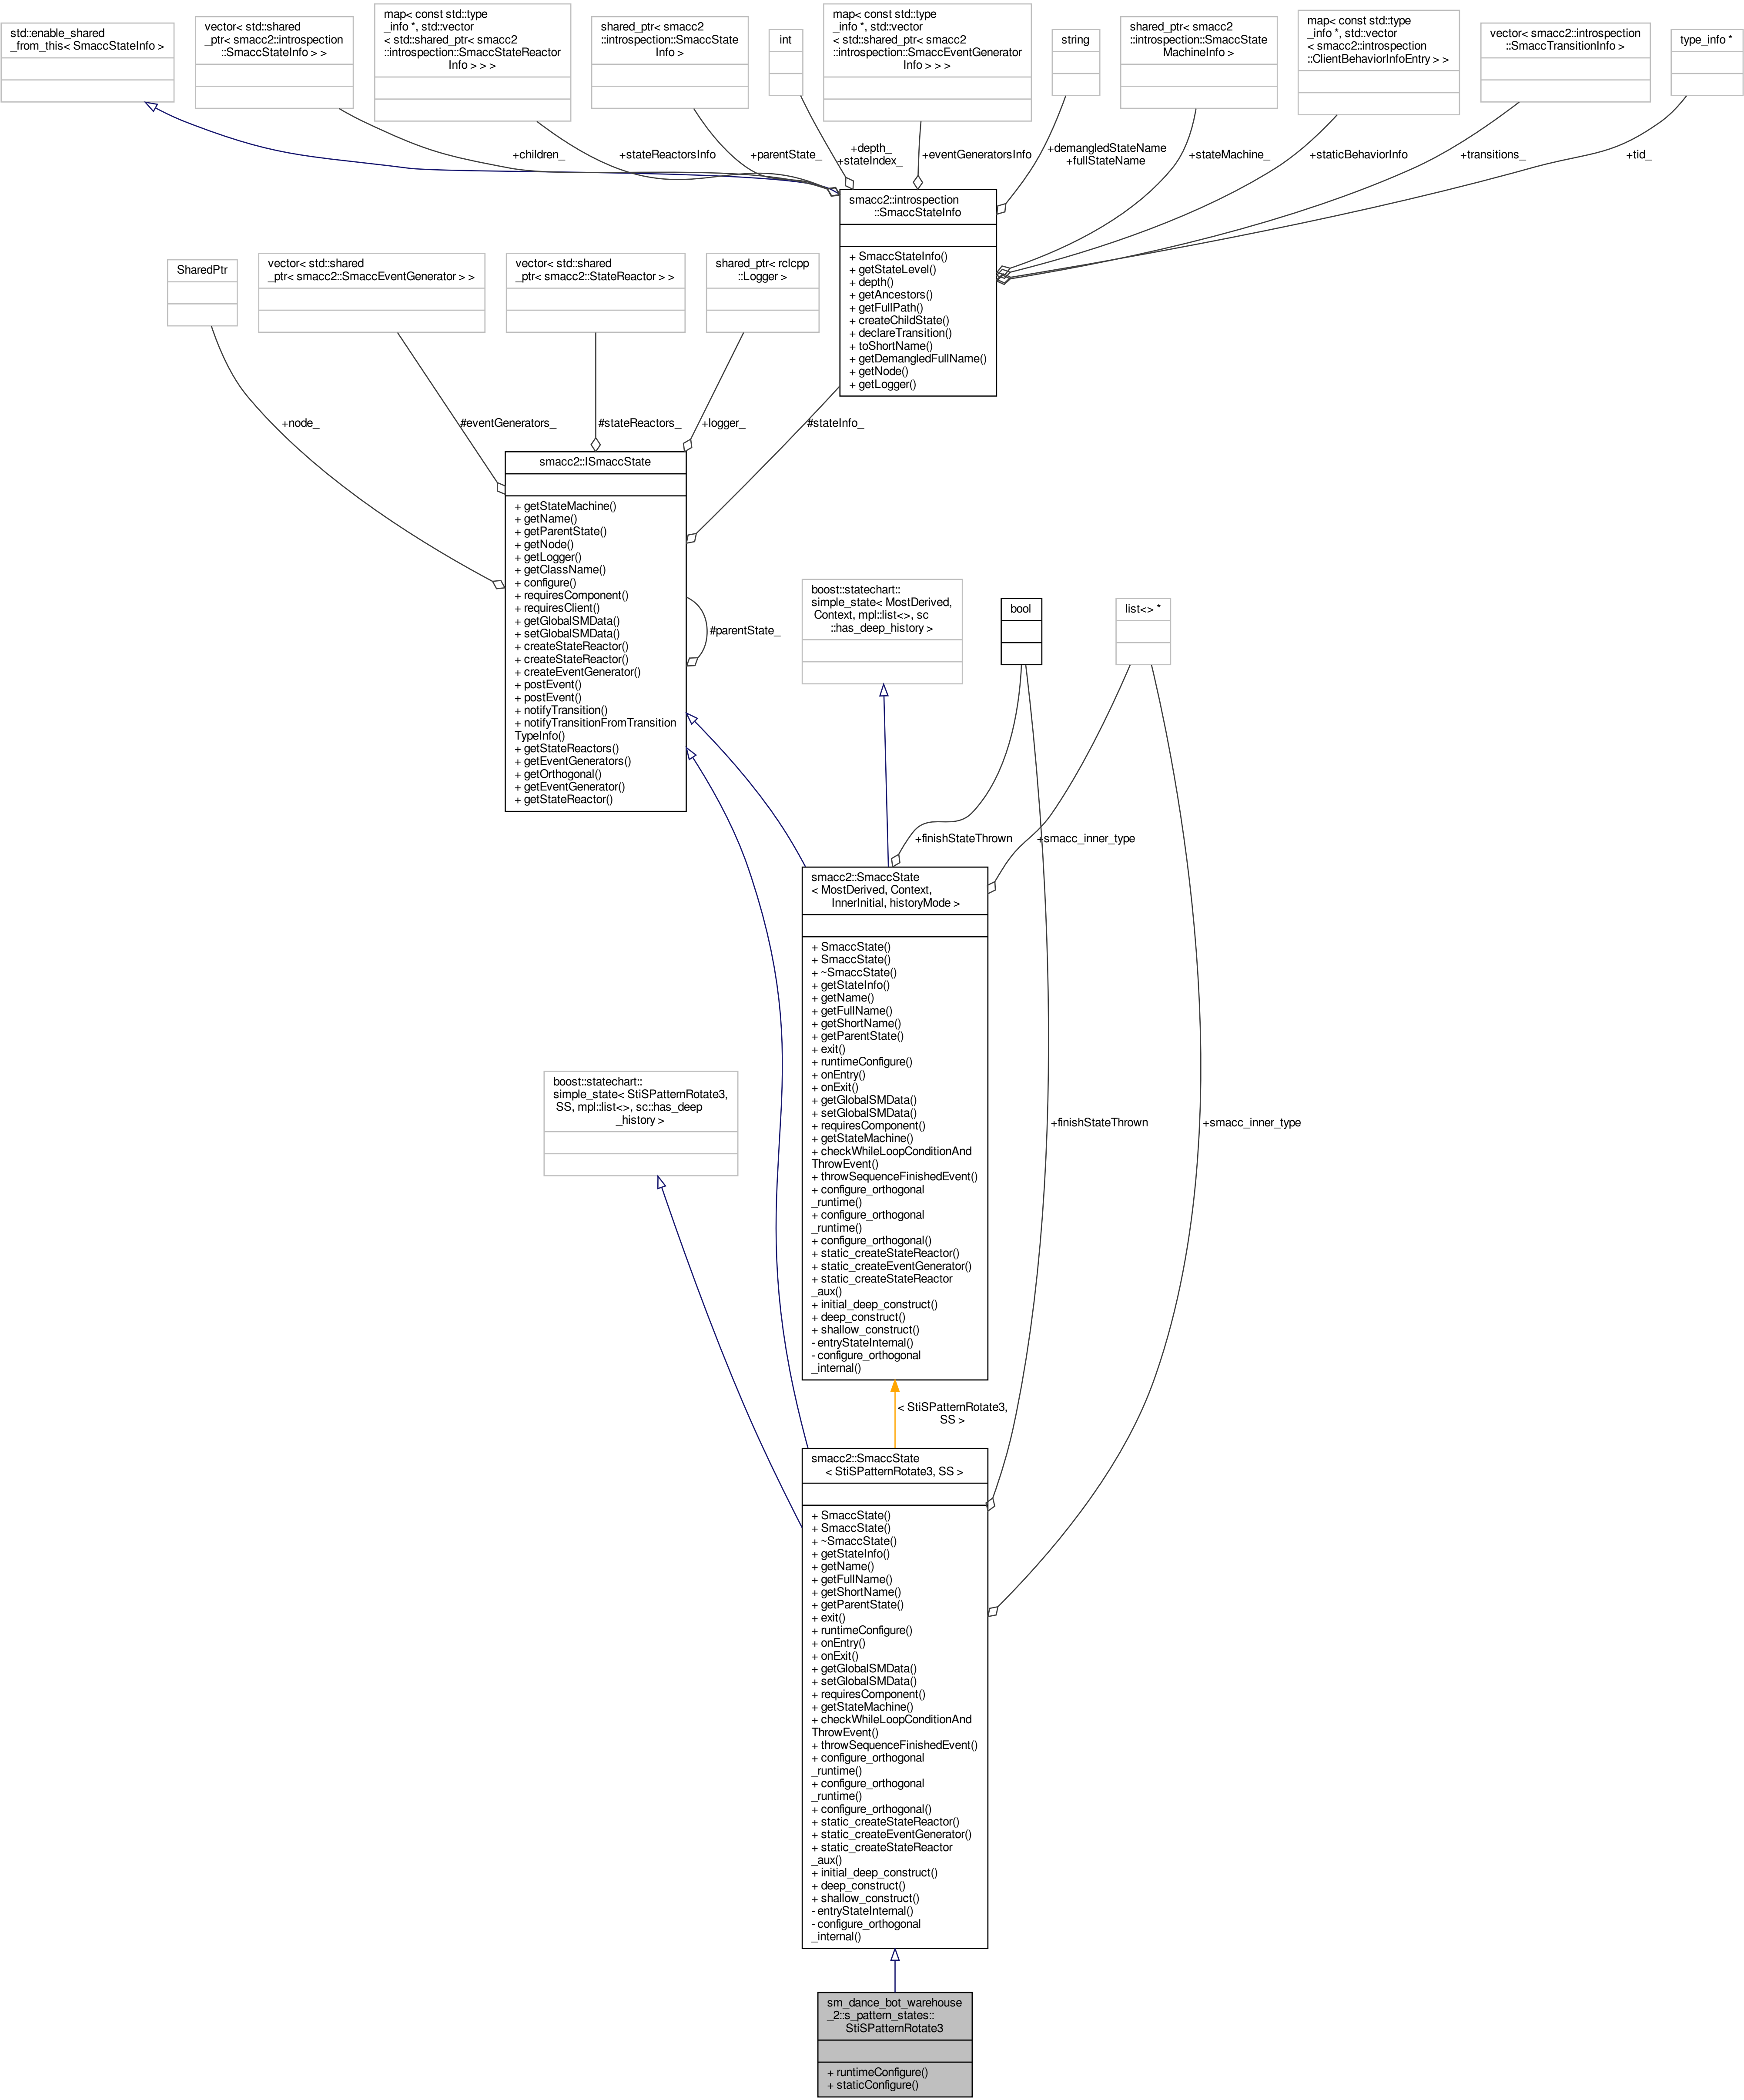 std::enable_shared
_from_this< SmaccStateInfo >
vector< std::shared
_ptr< smacc2::introspection
::SmaccStateInfo > >
map< const std::type
_info *, std::vector
< std::shared_ptr< smacc2
::introspection::SmaccStateReactor
Info > > >
shared_ptr< smacc2
::introspection::SmaccState
Info >
int
map< const std::type
_info *, std::vector
< std::shared_ptr< smacc2
::introspection::SmaccEventGenerator
Info > > >
string
shared_ptr< smacc2
::introspection::SmaccState
MachineInfo >
map< const std::type
_info *, std::vector
< smacc2::introspection
::ClientBehaviorInfoEntry > >
vector< smacc2::introspection
::SmaccTransitionInfo >
type_info *
+children_
+stateReactorsInfo
+parentState_
+depth_
+stateIndex_
+eventGeneratorsInfo
+demangledStateName
+fullStateName
+stateMachine_
+staticBehaviorInfo
+transitions_
+tid_
smacc2::introspection
::SmaccStateInfo
+ SmaccStateInfo()
+ getStateLevel()
+ depth()
+ getAncestors()
+ getFullPath()
+ createChildState()
+ declareTransition()
+ toShortName()
+ getDemangledFullName()
+ getNode()
+ getLogger()
SharedPtr
vector< std::shared
_ptr< smacc2::SmaccEventGenerator > >
vector< std::shared
_ptr< smacc2::StateReactor > >
shared_ptr< rclcpp
::Logger >
+node_
#eventGenerators_
#stateReactors_
+logger_
#stateInfo_
smacc2::ISmaccState
+ getStateMachine()
+ getName()
+ getParentState()
+ getNode()
+ getLogger()
+ getClassName()
+ configure()
+ requiresComponent()
+ requiresClient()
+ getGlobalSMData()
+ setGlobalSMData()
+ createStateReactor()
+ createStateReactor()
+ createEventGenerator()
+ postEvent()
+ postEvent()
+ notifyTransition()
+ notifyTransitionFromTransition
TypeInfo()
+ getStateReactors()
+ getEventGenerators()
+ getOrthogonal()
+ getEventGenerator()
+ getStateReactor()
#parentState_
boost::statechart::
simple_state< MostDerived,
Context, mpl::list<>, sc
::has_deep_history >
bool
list<> *
+finishStateThrown
+smacc_inner_type
smacc2::SmaccState
< MostDerived, Context,
InnerInitial, historyMode >
+ SmaccState()
+ SmaccState()
+ ~SmaccState()
+ getStateInfo()
+ getName()
+ getFullName()
+ getShortName()
+ getParentState()
+ exit()
+ runtimeConfigure()
+ onEntry()
+ onExit()
+ getGlobalSMData()
+ setGlobalSMData()
+ requiresComponent()
+ getStateMachine()
+ checkWhileLoopConditionAnd
ThrowEvent()
+ throwSequenceFinishedEvent()
+ configure_orthogonal
_runtime()
+ configure_orthogonal
_runtime()
+ configure_orthogonal()
+ static_createStateReactor()
+ static_createEventGenerator()
+ static_createStateReactor
_aux()
+ initial_deep_construct()
+ deep_construct()
+ shallow_construct()
- entryStateInternal()
- configure_orthogonal
_internal()
boost::statechart::
simple_state< StiSPatternRotate3,
SS, mpl::list<>, sc::has_deep
_history >
+finishStateThrown
+smacc_inner_type
< StiSPatternRotate3,
SS >
smacc2::SmaccState
< StiSPatternRotate3, SS >
+ SmaccState()
+ SmaccState()
+ ~SmaccState()
+ getStateInfo()
+ getName()
+ getFullName()
+ getShortName()
+ getParentState()
+ exit()
+ runtimeConfigure()
+ onEntry()
+ onExit()
+ getGlobalSMData()
+ setGlobalSMData()
+ requiresComponent()
+ getStateMachine()
+ checkWhileLoopConditionAnd
ThrowEvent()
+ throwSequenceFinishedEvent()
+ configure_orthogonal
_runtime()
+ configure_orthogonal
_runtime()
+ configure_orthogonal()
+ static_createStateReactor()
+ static_createEventGenerator()
+ static_createStateReactor
_aux()
+ initial_deep_construct()
+ deep_construct()
+ shallow_construct()
- entryStateInternal()
- configure_orthogonal
_internal()
sm_dance_bot_warehouse
_2::s_pattern_states::
StiSPatternRotate3
+ runtimeConfigure()
+ staticConfigure()